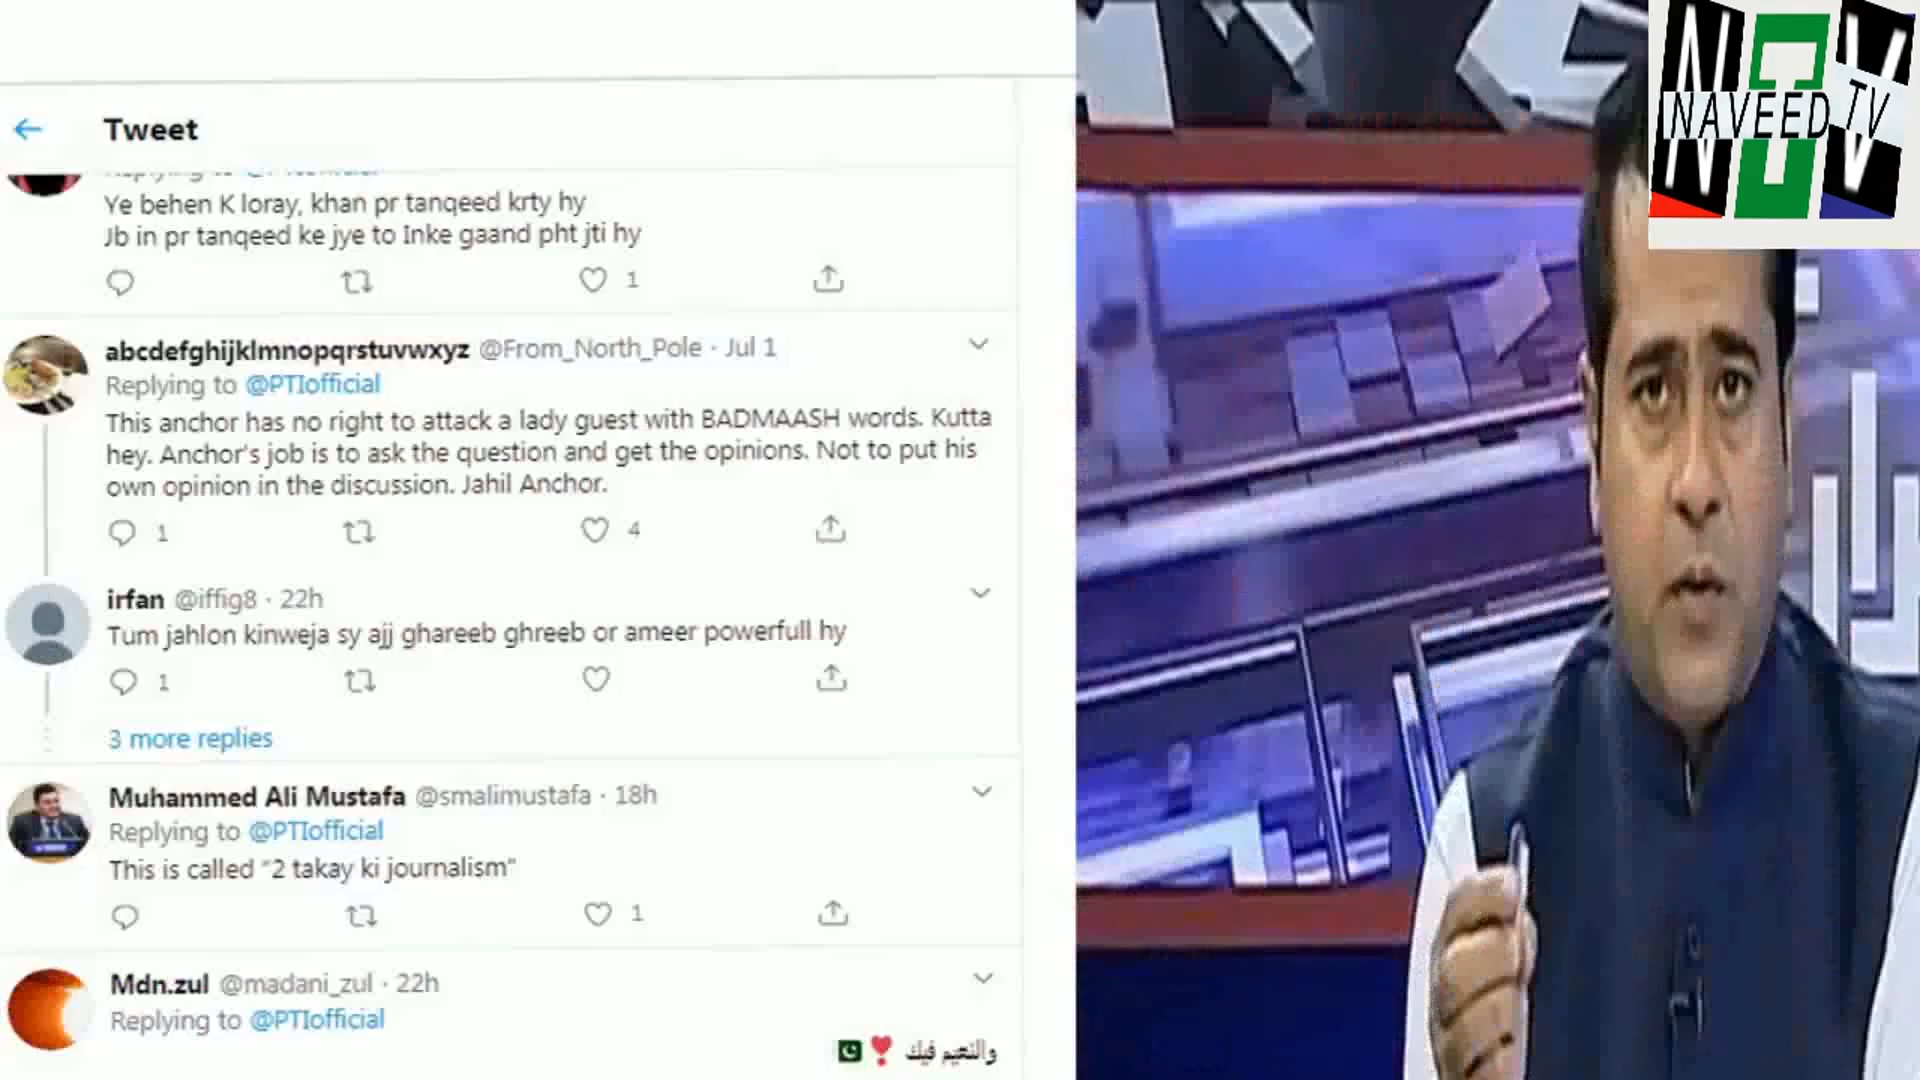 Tweet
Ye behen K loray, khan pr tanqeed krty hy
Jb in pr tanqeed ke jye to Inke gaand pht jti hy
1
abcdefghijklmnopqrstuvwxyz @From_North_Pole · Jul 1
Replying to @PTIofficial
This anchor has no right to attack a lady guest with BADMAASH words. Kutta
hey. Anchor's job is to ask the question and get the opinions. Not to put his
own opinion in the discussion. Jahil Anchor.
1 4
irfan @iffig8 · 22h
Tum jahlon kinweja sy ajj ghareeb ghreeb or ameer powerfull hy
1
3 more replies
Muhammed Ali Mustafa @smalimustafa · 18h
Replying to @PTIofficial
This is called "2 takay ki journalism"
1
Mdn.zul @madani_zul · 22h
Replying to @PTIofficial
والنعيم فيك ❣️ 🇵🇰
NTV
NAVEED TV